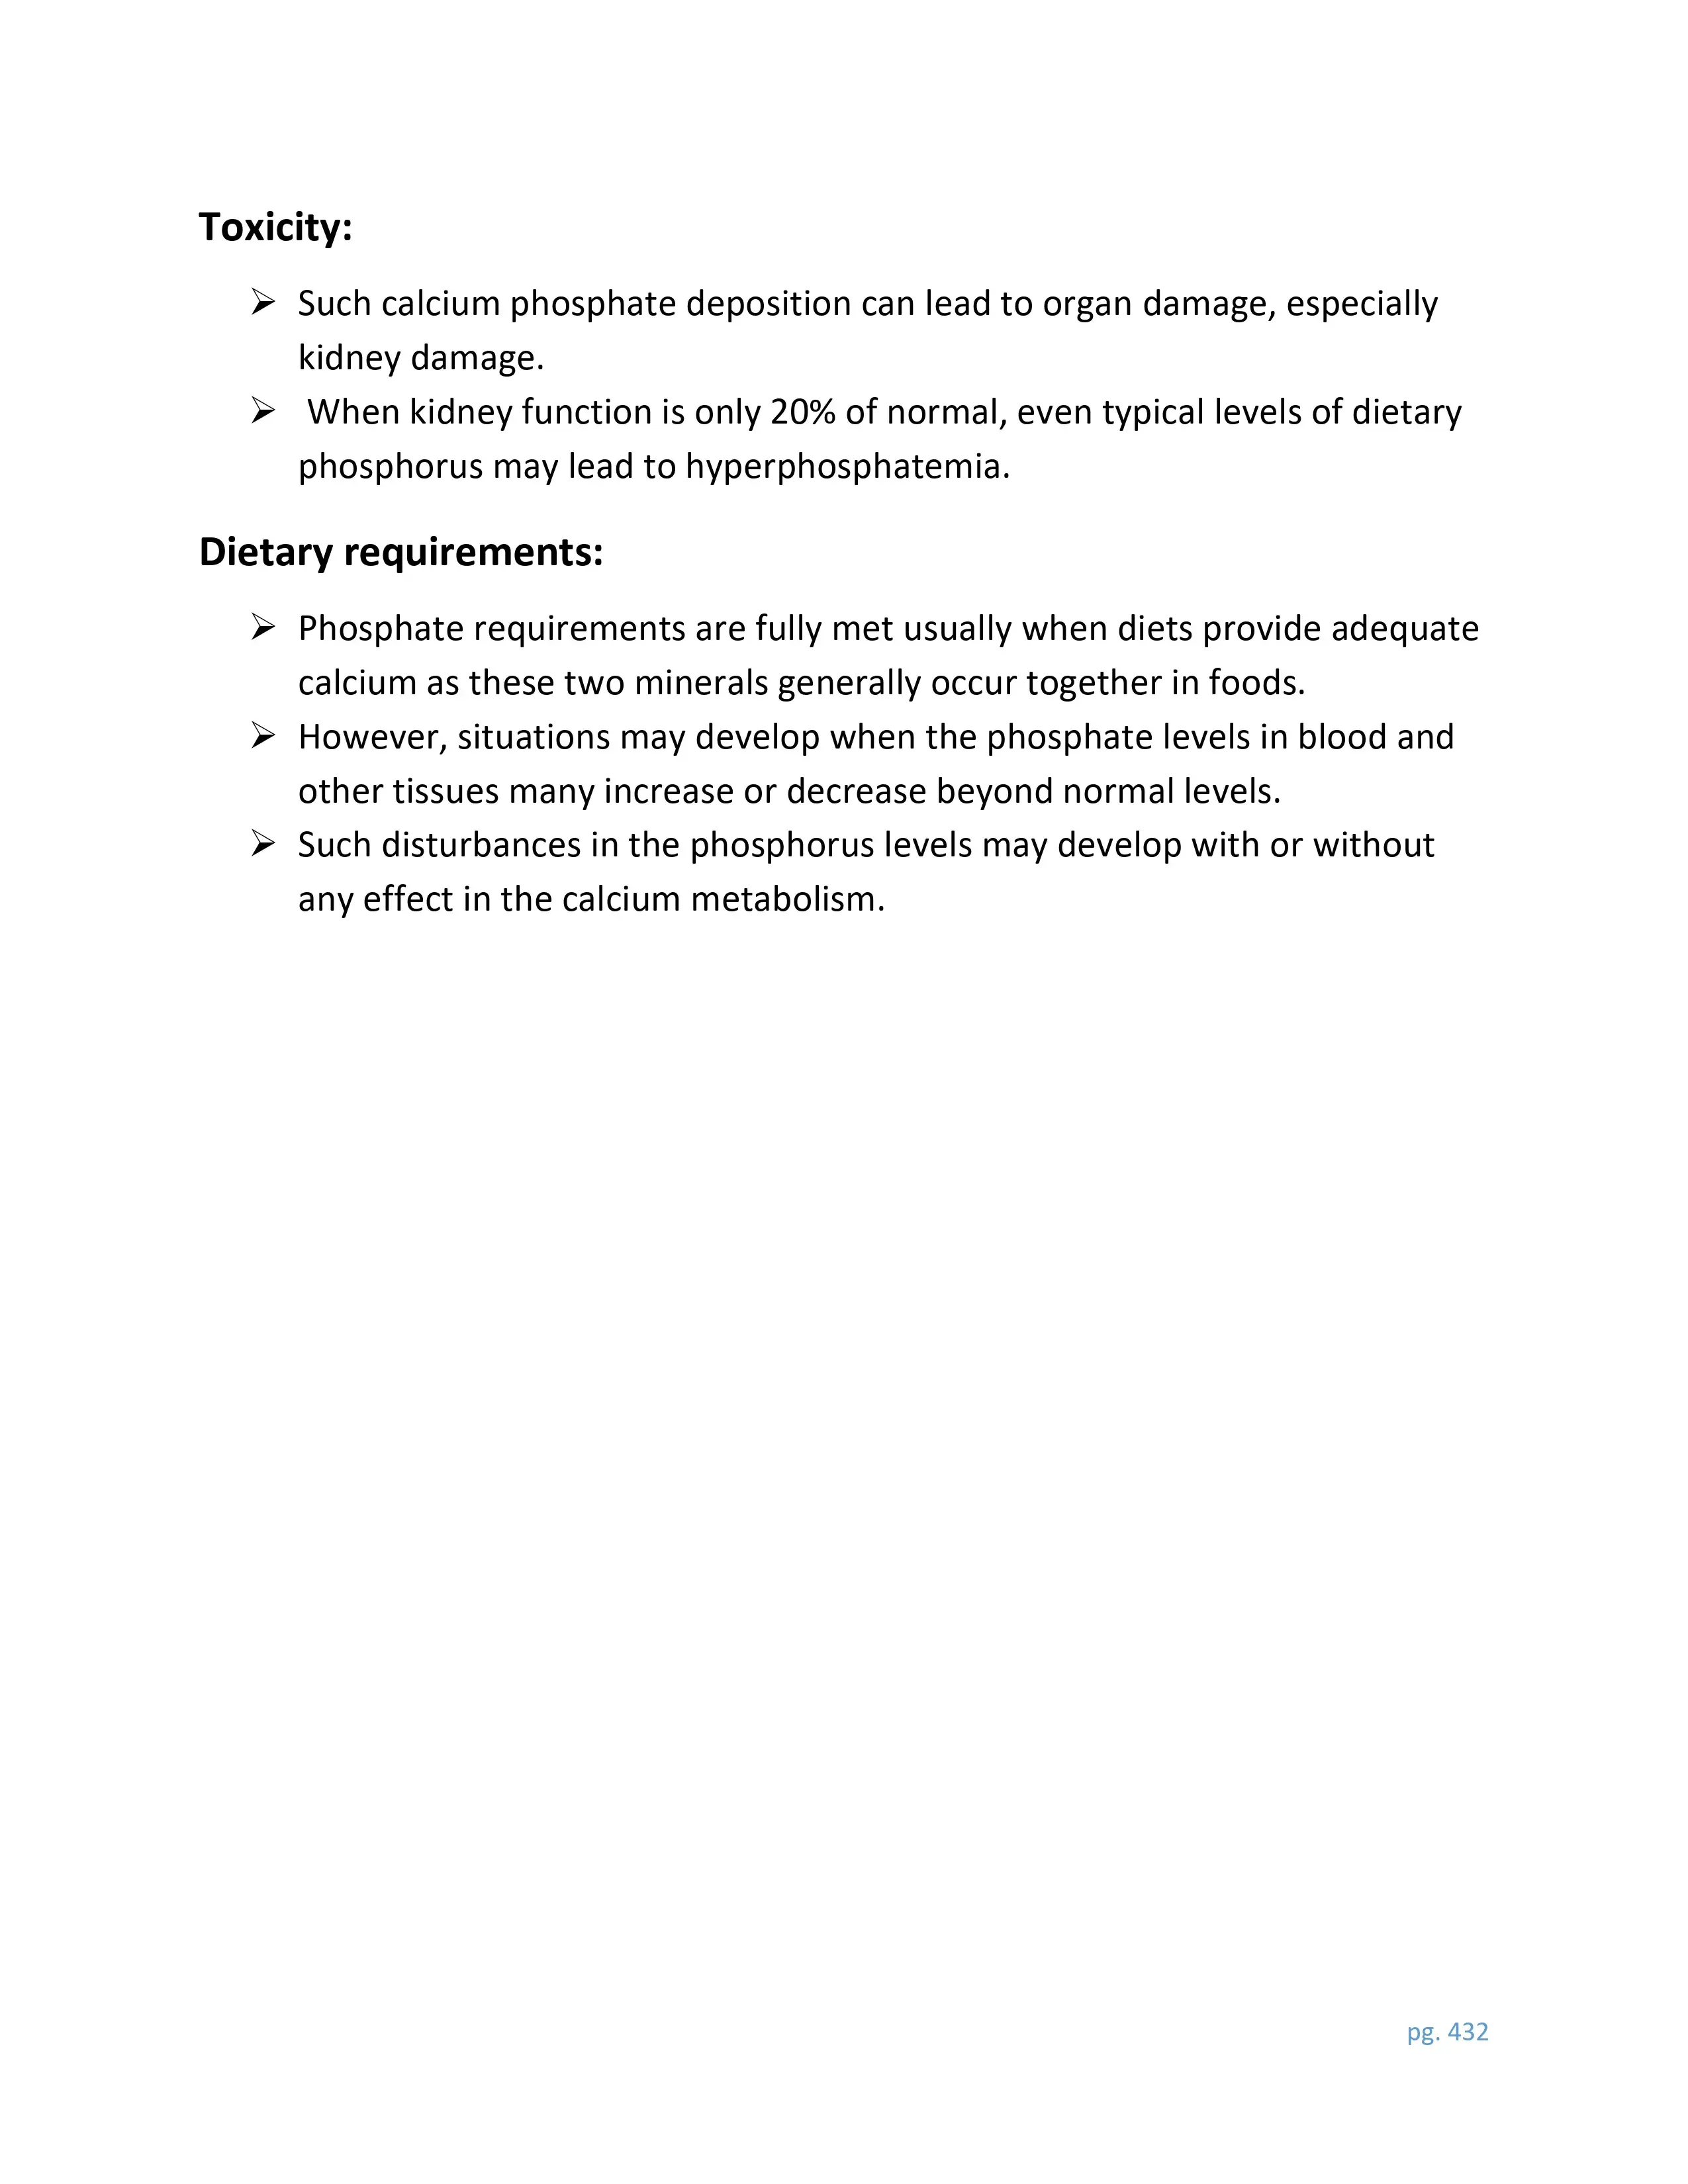 Toxicity:
➢ Such calcium phosphate deposition can lead to organ damage, especially
kidney damage.
➢ When kidney function is only 20% of normal, even typical levels of dietary
phosphorus may lead to hyperphosphatemia.
Dietary requirements:
➢ Phosphate requirements are fully met usually when diets provide adequate
calcium as these two minerals generally occur together in foods.
➢ However, situations may develop when the phosphate levels in blood and
other tissues many increase or decrease beyond normal levels.
➢ Such disturbances in the phosphorus levels may develop with or without
any effect in the calcium metabolism.
pg. 432